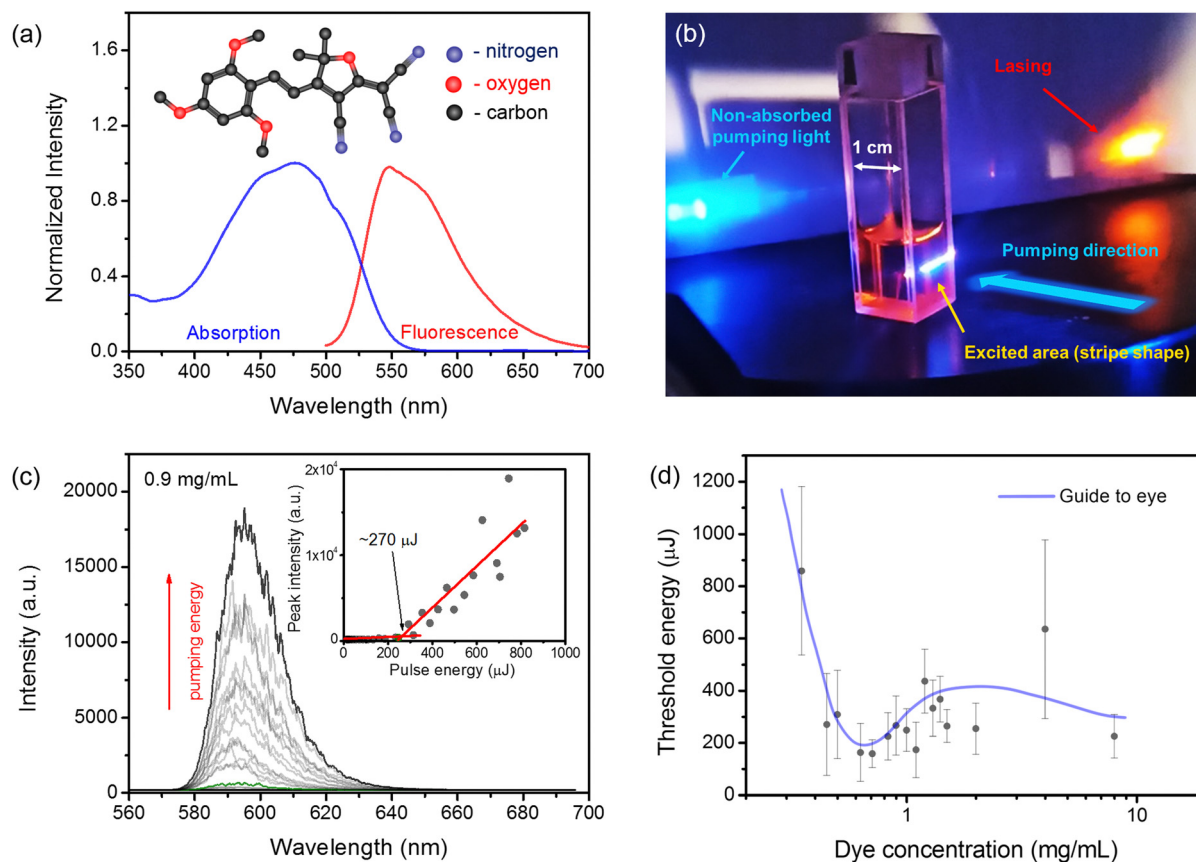 (a)
1.6
1.2
0.8
0.4
0.0
Normalized Intensity
- nitrogen
- oxygen
- carbon
Absorption
Fluorescence
350 400 450 500 550 600 650 700
Wavelength (nm)
(b)
Lasing
Non-absorbed
pumping light
1 cm
Pumping direction
Excited area (stripe shape)
(c)
0.9 mg/mL
20000
15000
10000
5000
0
Intensity (a.u.)
pumping energy
2x10⁴
1x10⁴
0
Peak intensity (a.u.)
~270 μJ
0 200 400 600 800 1000
Pulse energy (μJ)
560 580 600 620 640 660 680 700
Wavelength (nm)
(d)
1200
1000
800
600
400
200
0
Threshold energy (μJ)
Guide to eye
1 10
Dye concentration (mg/mL)